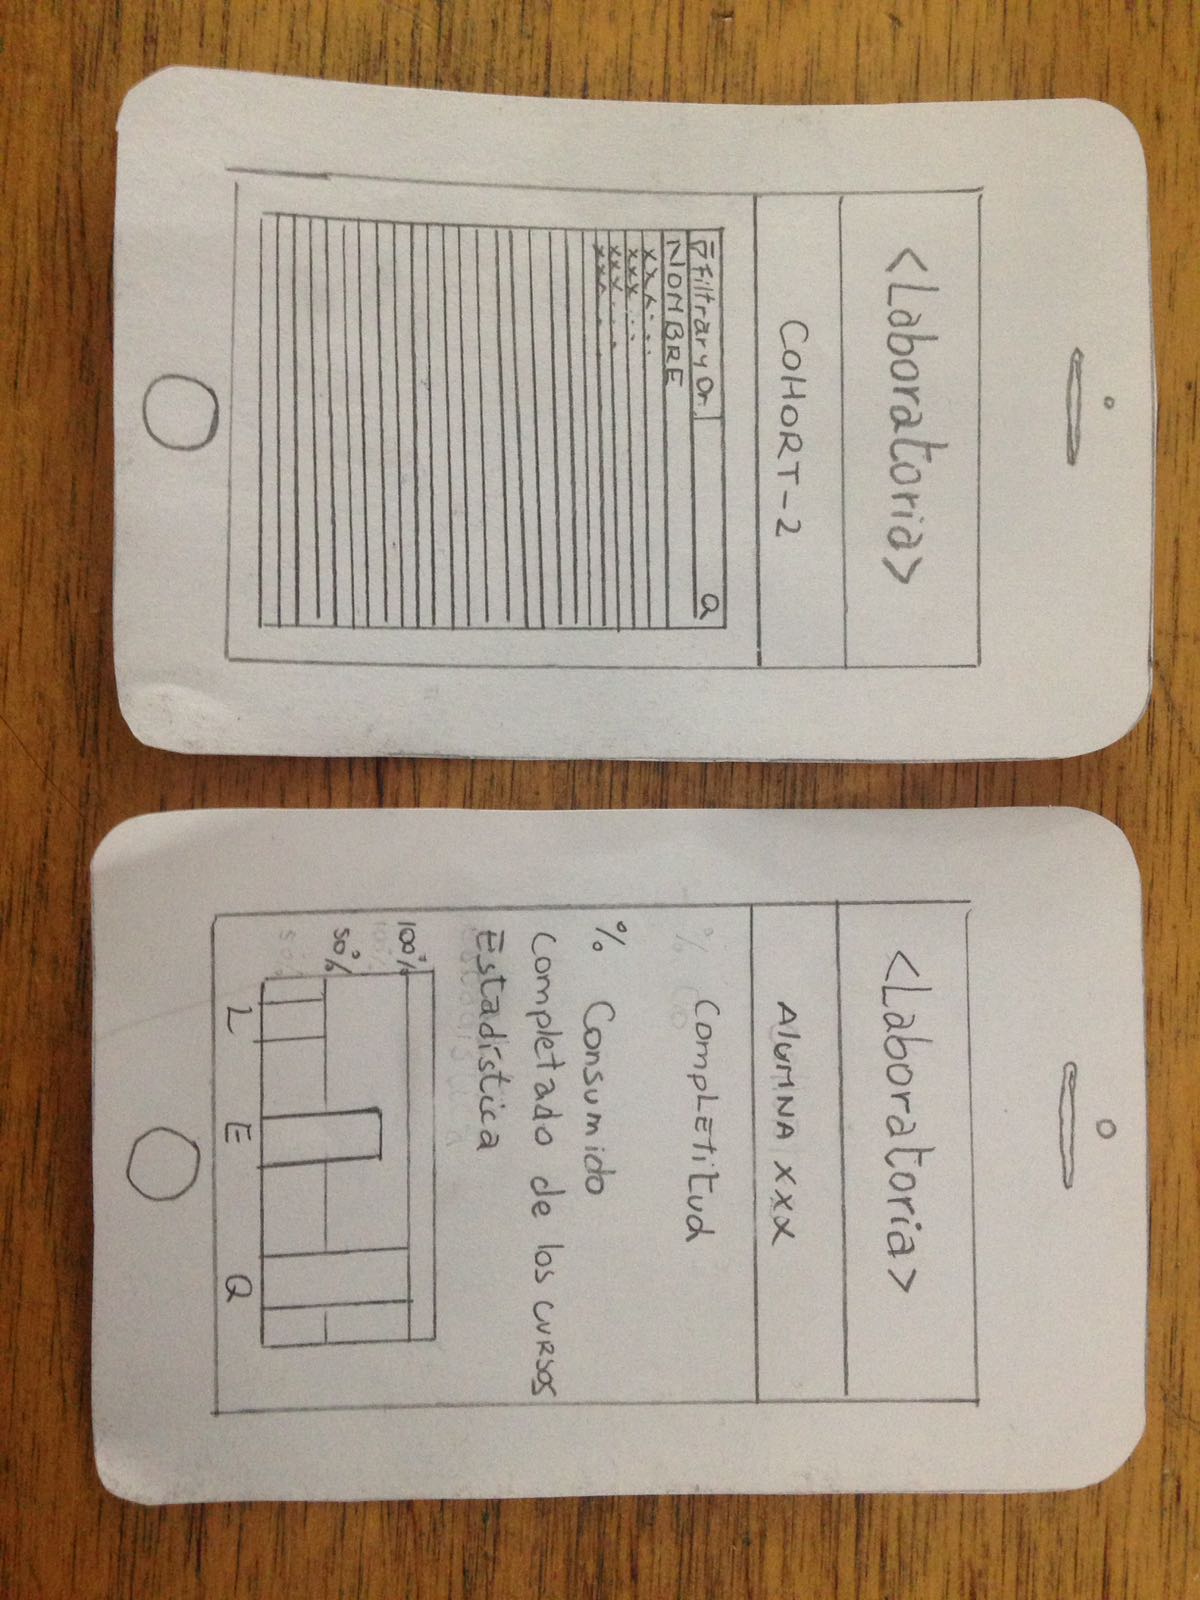 <Laboratoria>
COHORT-2
Filtrar y Or.
NOMBRE
xxx...
xxx...
xxx....
xxx...
<Laboratoria>
AlUMNA XXX
CompLEtitud
% Consumido
Completado de los cursos
Estadística
100%
50%
L E Q